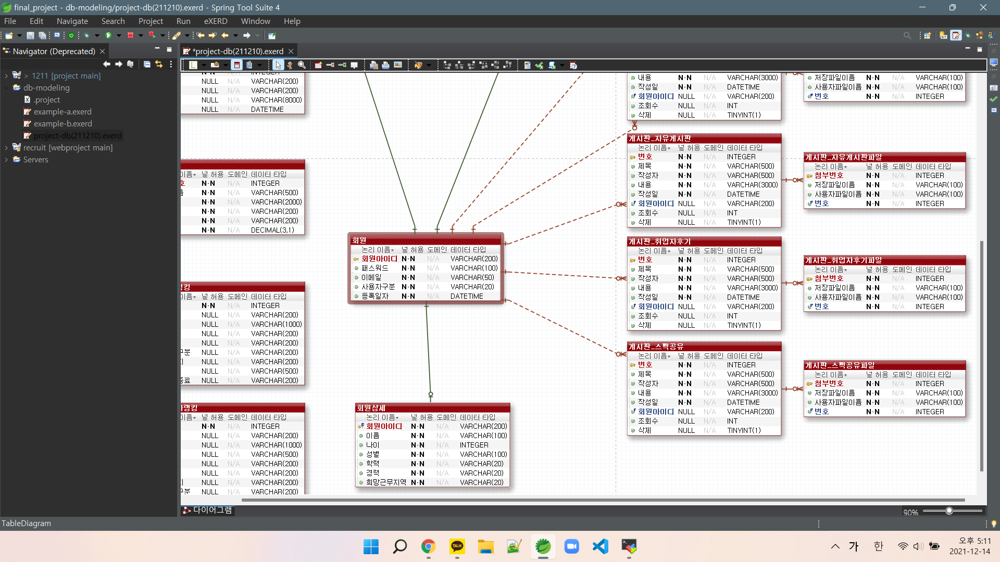 final_project - db-modeling/project-db(211210).exerd - Spring Tool Suite 4
File Edit Navigate Search Project Run eXERD Window Help
Navigator (Deprecated)
*project-db(211210).exerd
> 1211 [project main]
db-modeling
.project
example-a.exerd
example-b.exerd
project-db(211210).exerd
recruit [webproject main]
Servers
NULL N/A VARCHAR(200)
NULL N/A VARCHAR(200)
NULL N/A VARCHAR(8000)
NULL N/A DATETIME
이름* 널 허용 도메인 데이터 타입
호 N-N N/A INTEGER
N-N N/A VARCHAR(500)
N-N N/A VARCHAR(2000)
N-N N/A VARCHAR(200)
N-N N/A VARCHAR(200)
N-N N/A DECIMAL(3,1)
킹
이름* 널 허용 도메인 데이터 타입
N-N N/A INTEGER
NULL N/A VARCHAR(200)
NULL N/A VARCHAR(1000)
NULL N/A VARCHAR(200)
NULL N/A VARCHAR(200)
구분 NULL N/A VARCHAR(200)
NULL N/A VARCHAR(200)
NULL N/A VARCHAR(500)
종료 NULL N/A VARCHAR(200)
랭킹
이름* 널 허용 도메인 데이터 타입
N-N N/A INTEGER
NULL N/A VARCHAR(200)
NULL N/A VARCHAR(1000)
NULL N/A VARCHAR(500)
NULL N/A VARCHAR(200)
NULL N/A VARCHAR(200)
NULL N/A VARCHAR(200)
구분 NULL N/A VARCHAR(200)
회원
논리 이름* 널 허용 도메인 데이터 타입
회원아이디 N-N N/A VARCHAR(200)
패스워드 N-N N/A VARCHAR(100)
이메일 N-N N/A VARCHAR(50)
사용자구분 N-N N/A VARCHAR(20)
등록일자 N-N N/A DATETIME
회원상세
논리 이름* 널 허용 도메인 데이터 타입
회원아이디 N-N N/A VARCHAR(200)
이름 N-N N/A VARCHAR(100)
나이 N-N N/A INTEGER
성별 N-N N/A VARCHAR(100)
학력 N-N N/A VARCHAR(20)
경력 N-N N/A VARCHAR(20)
희망근무지역 N-N N/A VARCHAR(20)
내용 N-N N/A VARCHAR(3000)
작성일 N-N N/A DATETIME
회원아이디 NULL N/A VARCHAR(200)
조회수 NULL N/A INT
삭제 NULL N/A TINYINT(1)
저장파일이름 N-N N/A VARCHAR(100)
사용자파일이름 N-N N/A VARCHAR(100)
번호 N-N N/A INTEGER
게시판_자유게시판
논리 이름* 널 허용 도메인 데이터 타입
번호 N-N N/A INTEGER
제목 N-N N/A VARCHAR(500)
작성자 N-N N/A VARCHAR(500)
내용 N-N N/A VARCHAR(3000)
작성일 N-N N/A DATETIME
회원아이디 NULL N/A VARCHAR(200)
조회수 NULL N/A INT
삭제 NULL N/A TINYINT(1)
게시판_자유게시판파일
논리 이름* 널 허용 도메인 데이터 타입
첨부번호 N-N N/A INTEGER
저장파일이름 N-N N/A VARCHAR(100)
사용자파일이름 N-N N/A VARCHAR(100)
번호 N-N N/A INTEGER
게시판_취업자후기
논리 이름* 널 허용 도메인 데이터 타입
번호 N-N N/A INTEGER
제목 N-N N/A VARCHAR(500)
작성자 N-N N/A VARCHAR(500)
내용 N-N N/A VARCHAR(3000)
작성일 N-N N/A DATETIME
회원아이디 NULL N/A VARCHAR(200)
조회수 NULL N/A INT
삭제 NULL N/A TINYINT(1)
게시판_취업자후기파일
논리 이름* 널 허용 도메인 데이터 타입
첨부번호 N-N N/A INTEGER
저장파일이름 N-N N/A VARCHAR(100)
사용자파일이름 N-N N/A VARCHAR(100)
번호 N-N N/A INTEGER
게시판_스펙공유
논리 이름* 널 허용 도메인 데이터 타입
번호 N-N N/A INTEGER
제목 N-N N/A VARCHAR(500)
작성자 N-N N/A VARCHAR(500)
내용 N-N N/A VARCHAR(3000)
작성일 N-N N/A DATETIME
회원아이디 NULL N/A VARCHAR(200)
조회수 NULL N/A INT
삭제 NULL N/A TINYINT(1)
게시판_스펙공유파일
논리 이름* 널 허용 도메인 데이터 타입
첨부번호 N-N N/A INTEGER
저장파일이름 N-N N/A VARCHAR(100)
사용자파일이름 N-N N/A VARCHAR(100)
번호 N-N N/A INTEGER
다이어그램
90%
TableDiagram
TALK
가 한
오후 5:11
2021-12-14